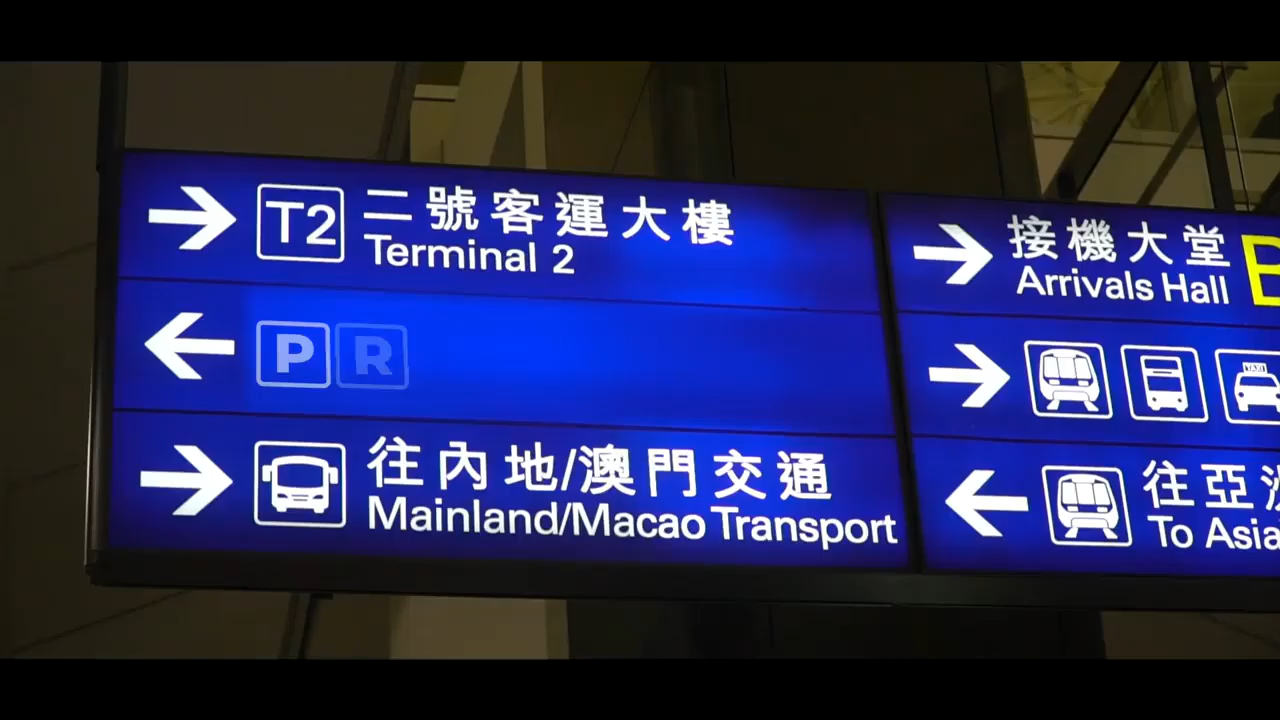 T2 二號客運大樓
Terminal 2
P R
往內地/澳門交通
Mainland/Macao Transport
接機大堂
Arrivals Hall
TAXI
往亞
To Asia